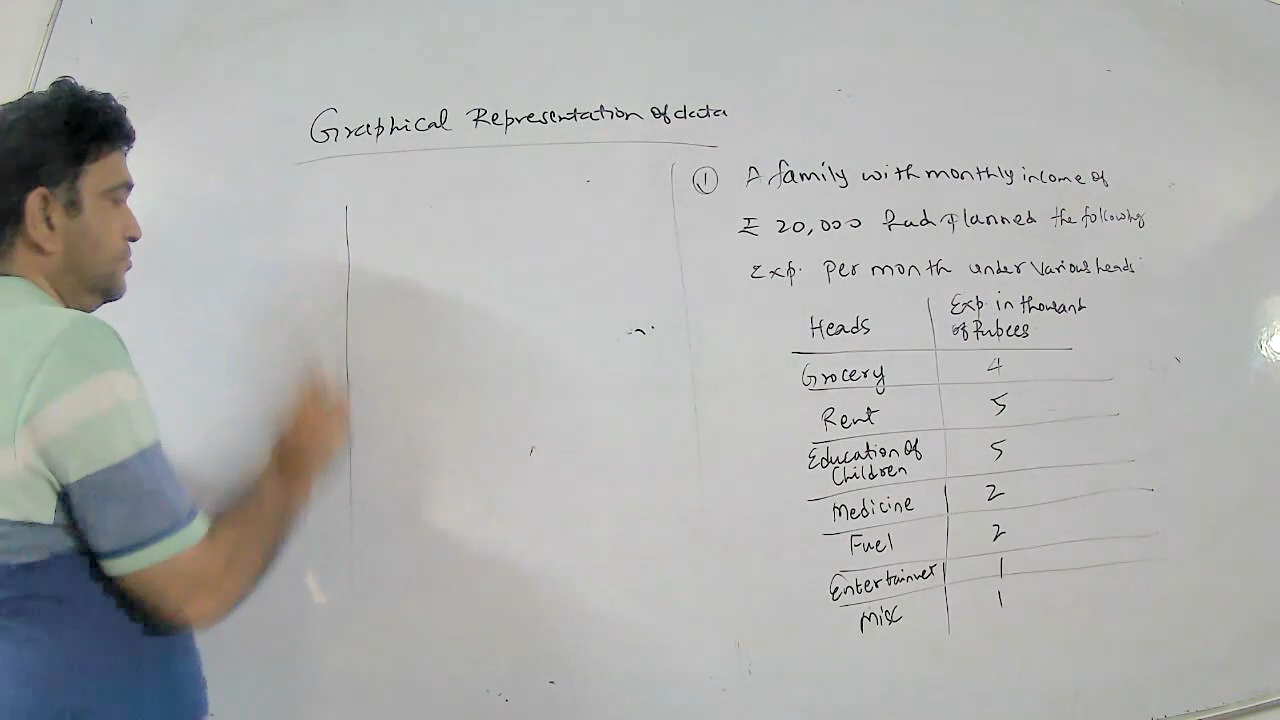 Graphical Representation of data
① A family with monthly income of
₹ 20,000 had planned the following
Exp. per month under various heads
Heads | Exp. in thousand of Rupees
Grocery 4
Rent 5
Education of Children 5
Medicine 2
Fuel 2
Entertainmet 1
Misc 1